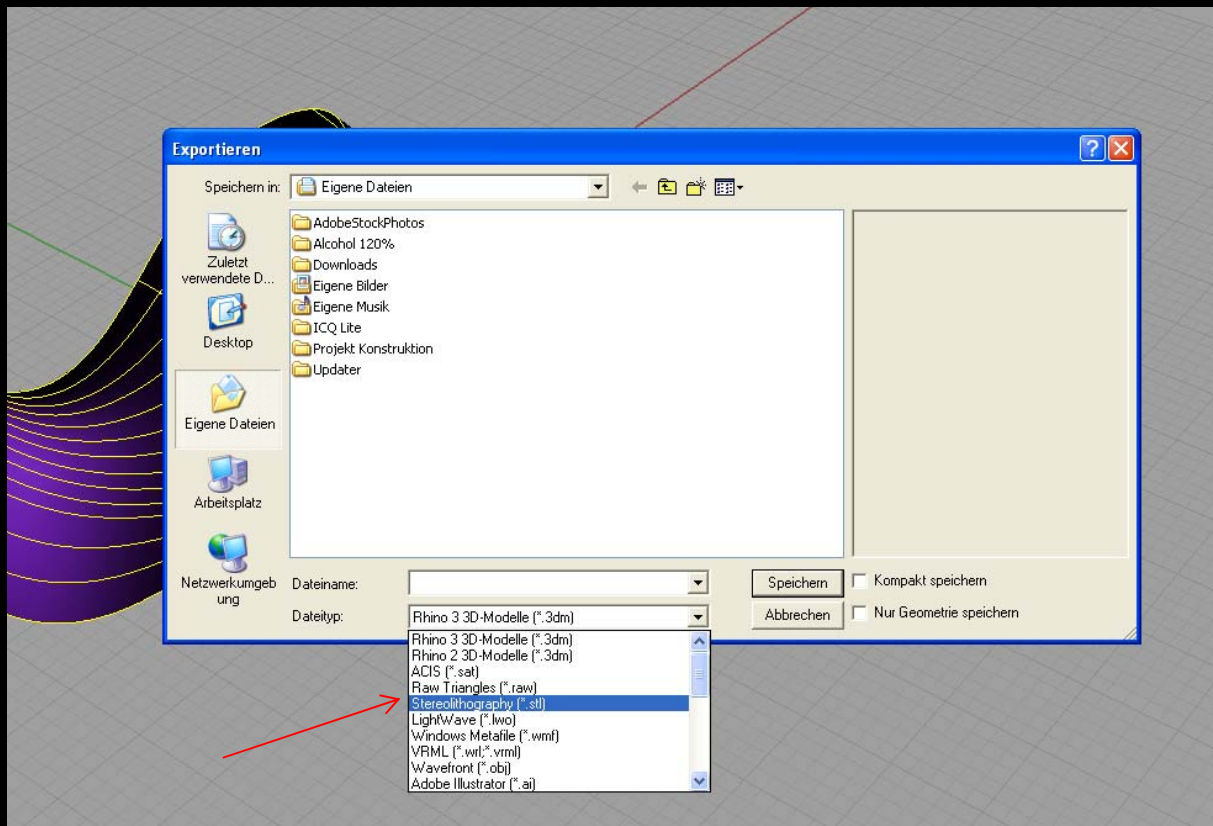 Exportieren
Speichern in:
Eigene Dateien
Zuletzt
verwendete D...
Desktop
Eigene Dateien
Arbeitsplatz
Netzwerkumgeb
ung
AdobeStockPhotos
Alcohol 120%
Downloads
Eigene Bilder
Eigene Musik
ICQ Lite
Projekt Konstruktion
Updater
Dateiname:
Speichern
Kompakt speichern
Dateityp:
Rhino 3 3D-Modelle (*.3dm)
Abbrechen
Nur Geometrie speichern
Rhino 3 3D-Modelle (*.3dm)
Rhino 2 3D-Modelle (*.3dm)
ACIS (*.sat)
Raw Triangles (*.raw)
Stereolithography (*.stl)
LightWave (*.lwo)
Windows Metafile (*.wmf)
VRML (*.wrl;*.vrml)
Wavefront (*.obj)
Adobe Illustrator (*.ai)